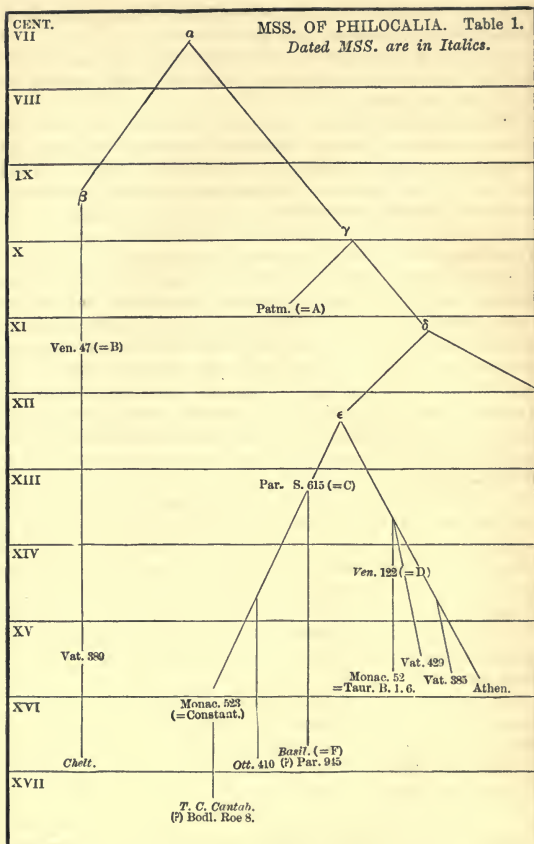 CENT.
VII
MSS. OF PHILOCALIA. Table 1.
Dated MSS. are in Italics.
α
VIII
IX
β
γ
X
Patm. (=A)
XI
δ
Ven. 47 (=B)
XII
ε
XIII
Par. S. 615 (=C)
XIV
Ven. 122 (=D)
XV
Vat. 389
Vat. 429
Monac. 52
=Taur. B. 1. 6.
Vat. 385
Athen.
XVI
Monac. 523
(=Constant.)
Chelt.
Ott. 410
Basil. (=F)
(?) Par. 945
XVII
T. C. Cantab.
(?) Bodl. Roe 8.